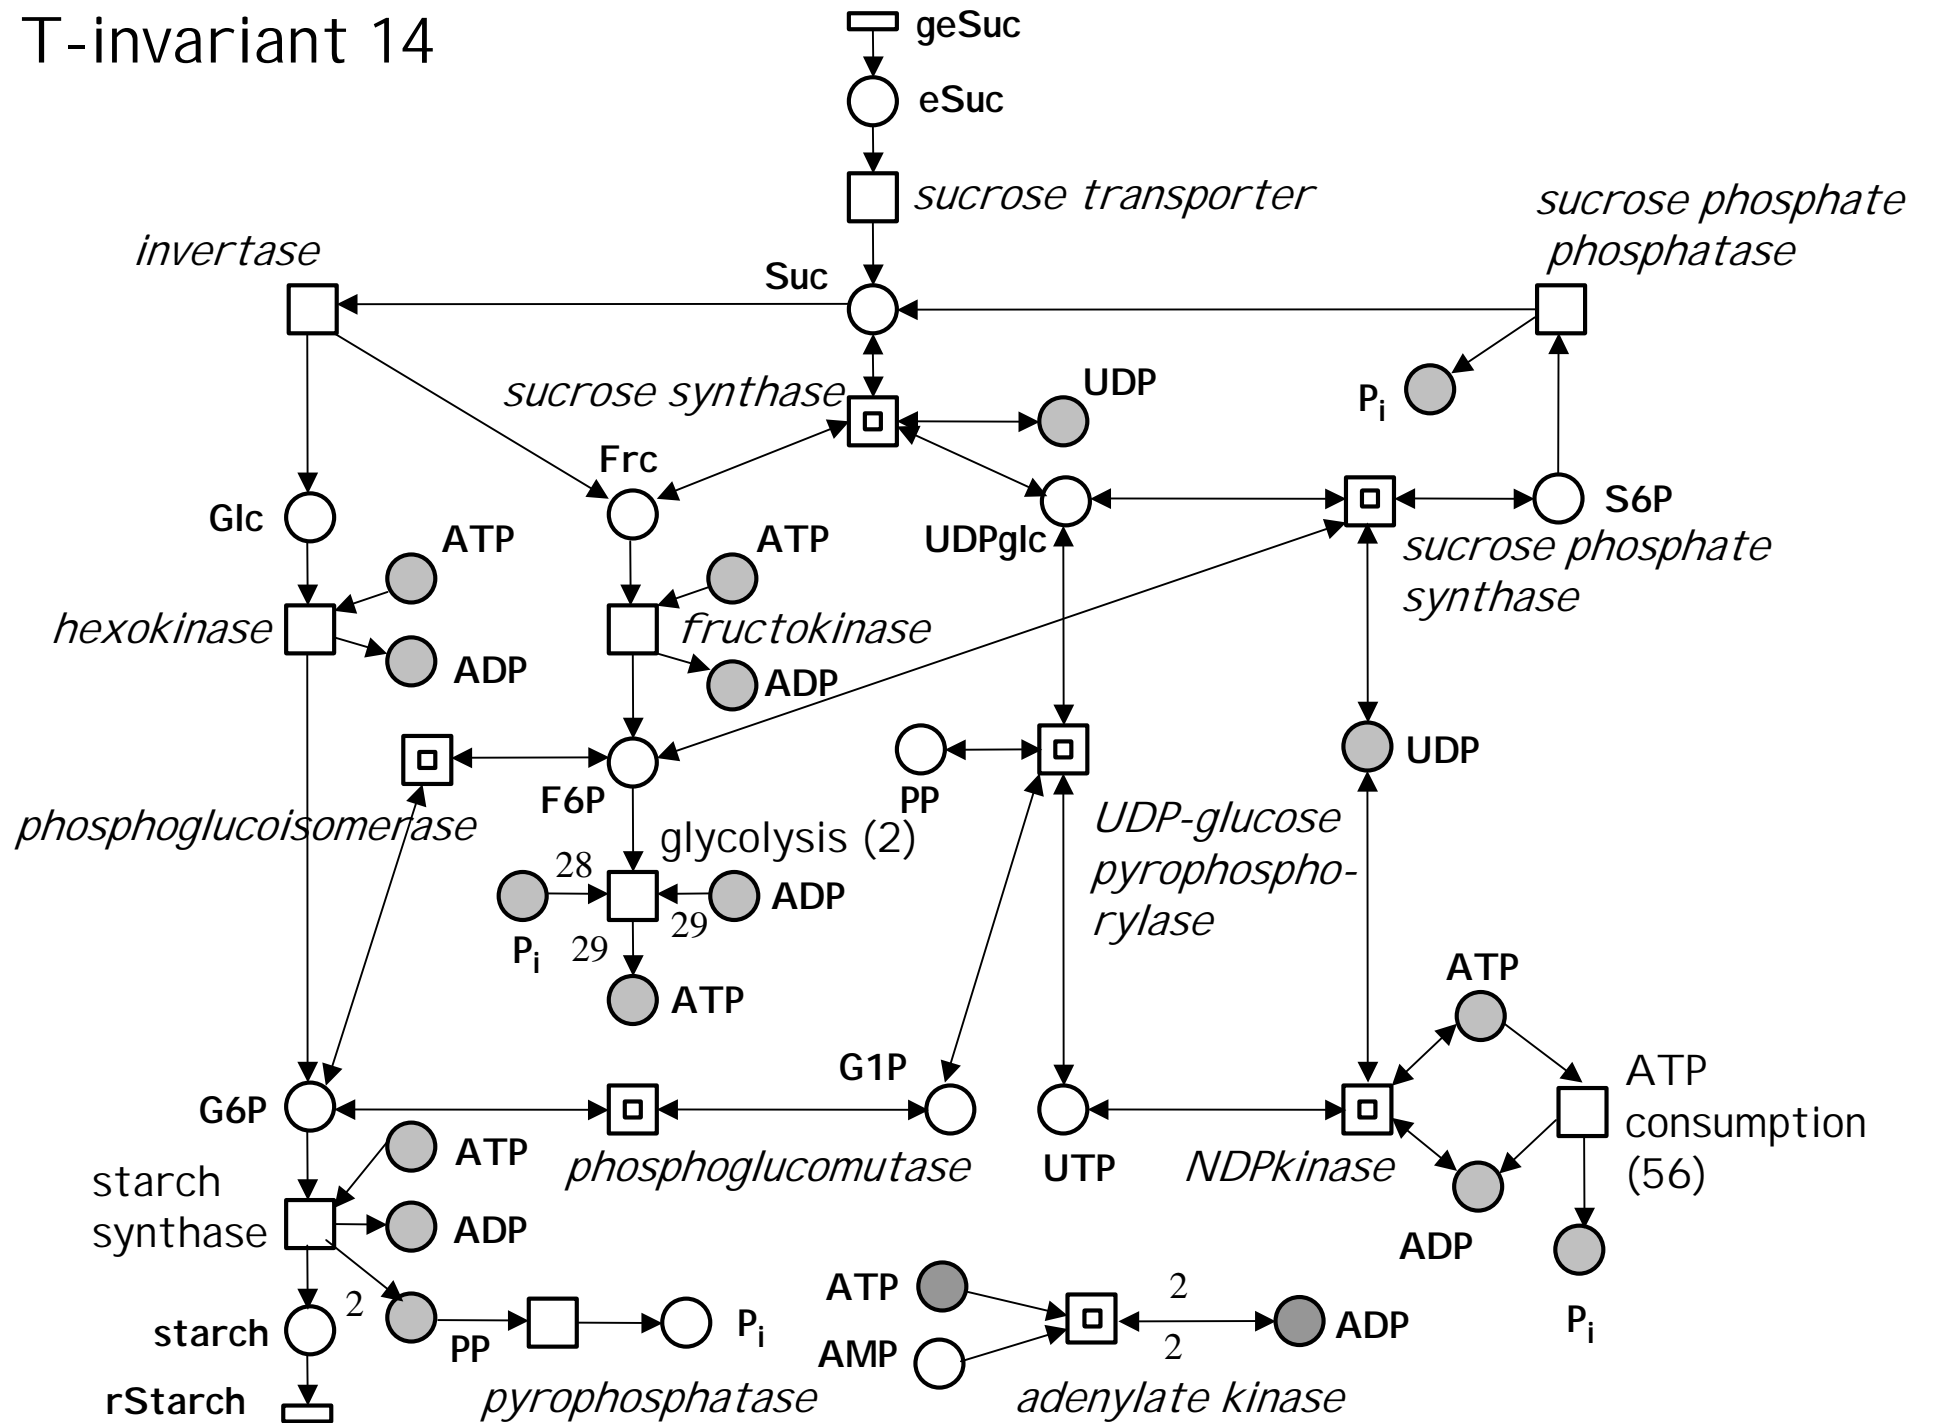 T-invariant 14
geSuc
eSuc
sucrose transporter
sucrose phosphate
phosphatase
invertase
Suc
sucrose synthase
UDP
Pi
Frc
Glc
ATP
ATP
UDPglc
S6P
sucrose phosphate
synthase
hexokinase
fructokinase
ADP
ADP
UDP
F6P
PP
phosphoglucoisomerase
glycolysis (2)
UDP-glucose
pyrophospho-
rylase
28
ADP
29
Pi
29
ATP
ATP
G1P
ATP
consumption
(56)
G6P
ATP
phosphoglucomutase
UTP
NDPkinase
starch
synthase
ADP
ADP
ATP
2
2
starch
PP
Pi
AMP
2
ADP
Pi
rStarch
pyrophosphatase
adenylate kinase